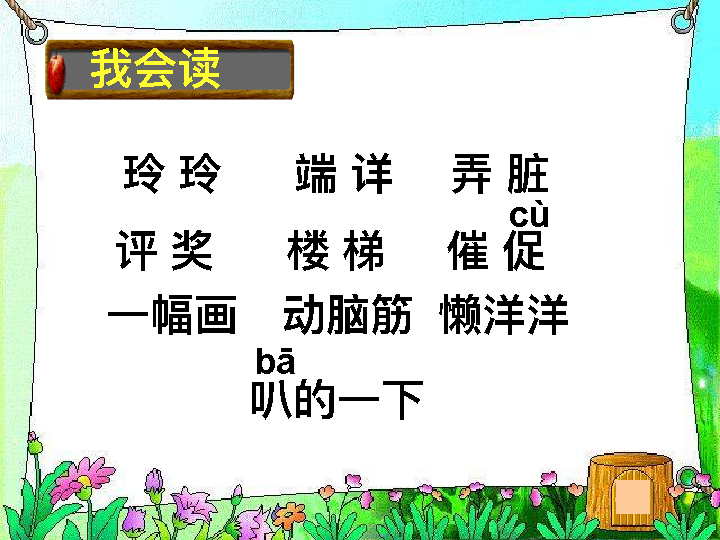 我会读
玲 玲 端 详 弄 脏
cù
评 奖 楼 梯 催 促
一幅画 动脑筋 懒洋洋
bā
叭的一下